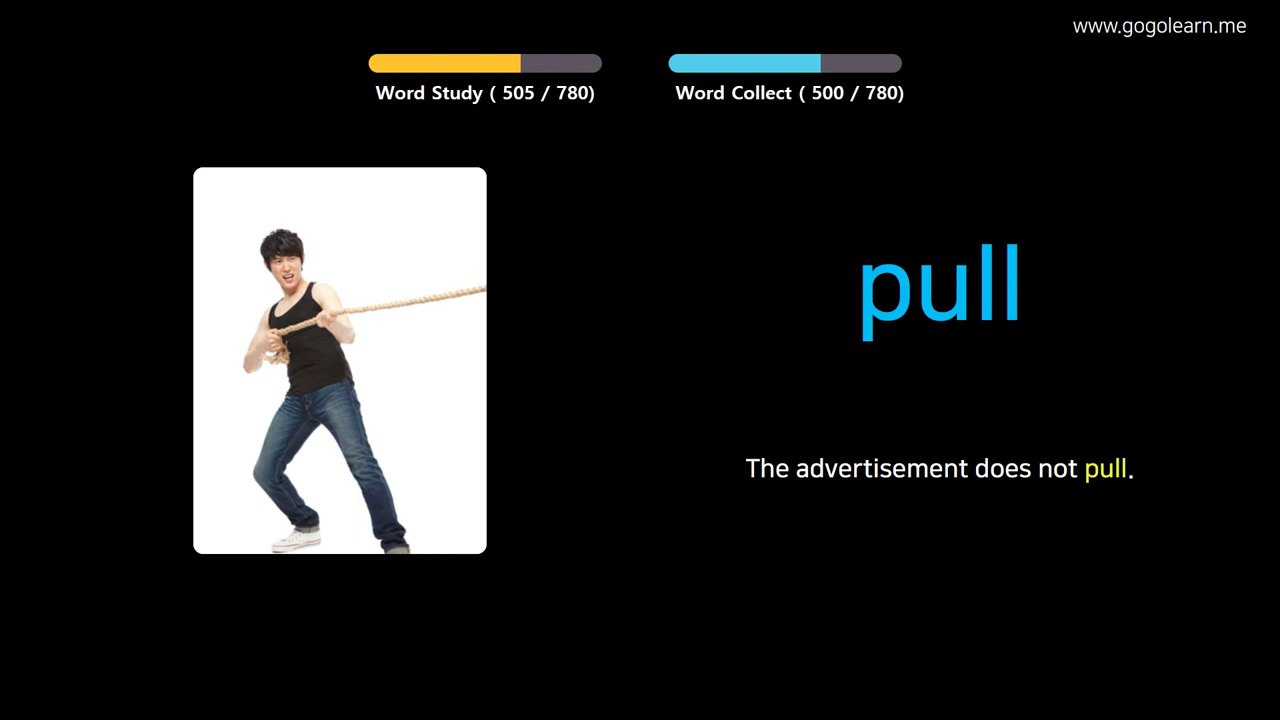 www.gogolearn.me
Word Study ( 505 / 780)
Word Collect ( 500 / 780)
pull
The advertisement does not pull.